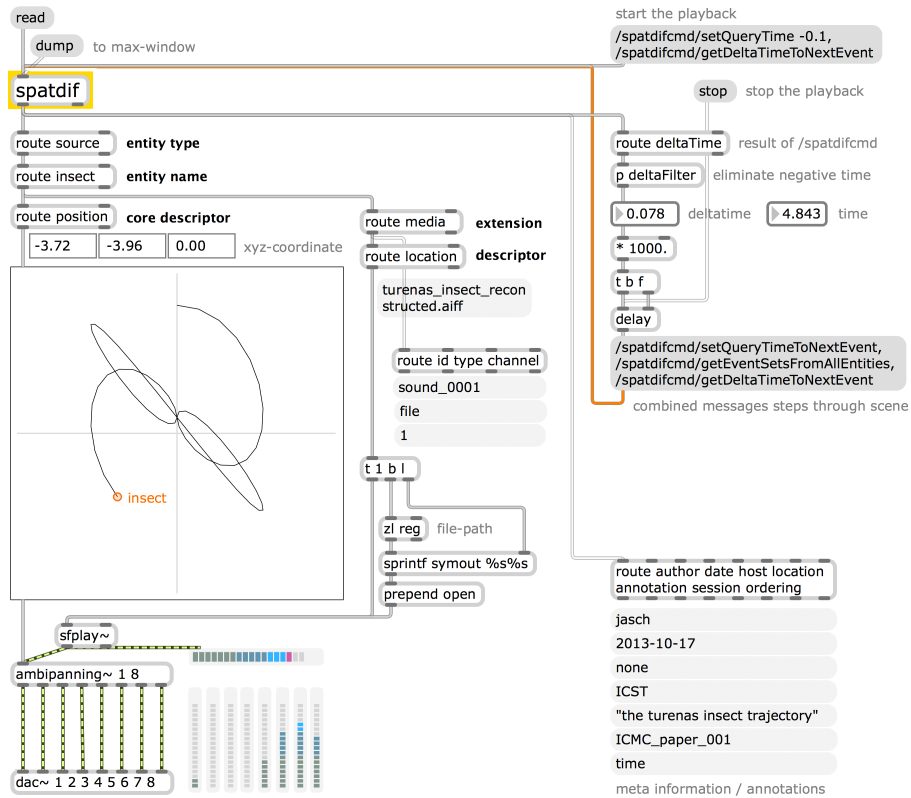 read
dump
to max-window
spatdif
route source
entity type
route insect
entity name
route position
core descriptor
-3.72
-3.96
0.00
xyz-coordinate
insect
route media
extension
route location
descriptor
turenas_insect_recon
structed.aiff
route id type channel
sound_0001
file
1
t 1 b l
zl reg
file-path
sprintf symout %s%s
prepend open
sfplay~
ambipanning~ 1 8
dac~ 1 2 3 4 5 6 7 8
start the playback
/spatdifcmd/setQueryTime -0.1,
/spatdifcmd/getDeltaTimeToNextEvent
stop
stop the playback
route deltaTime
result of /spatdifcmd
p deltaFilter
eliminate negative time
0.078
deltatime
4.843
time
* 1000.
t b f
delay
/spatdifcmd/setQueryTimeToNextEvent,
/spatdifcmd/getEventSetsFromAllEntities,
/spatdifcmd/getDeltaTimeToNextEvent
combined messages steps through scene
route author date host location
annotation session ordering
jasch
2013-10-17
none
ICST
"the turenas insect trajectory"
ICMC_paper_001
time
meta information / annotations